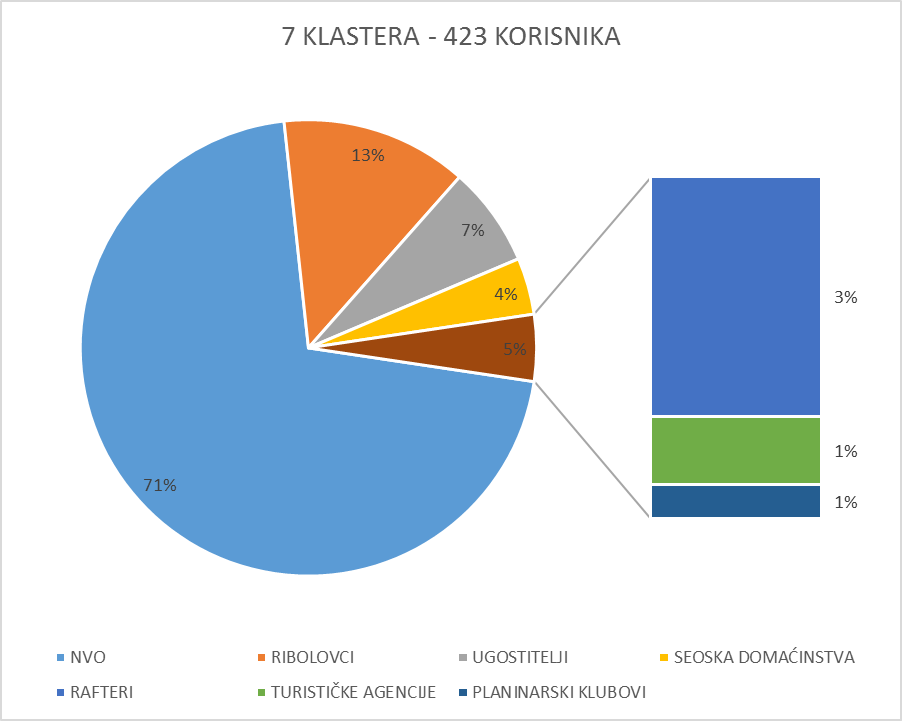 7 KLASTERA - 423 KORISNIKA
13%
7%
4%
5%
71%
3%
1%
1%
NVO RIBOLOVCI UGOSTITELJI SEOSKA DOMAĆINSTVA
RAFTERI TURISTIČKE AGENCIJE PLANINARSKI KLUBOVI